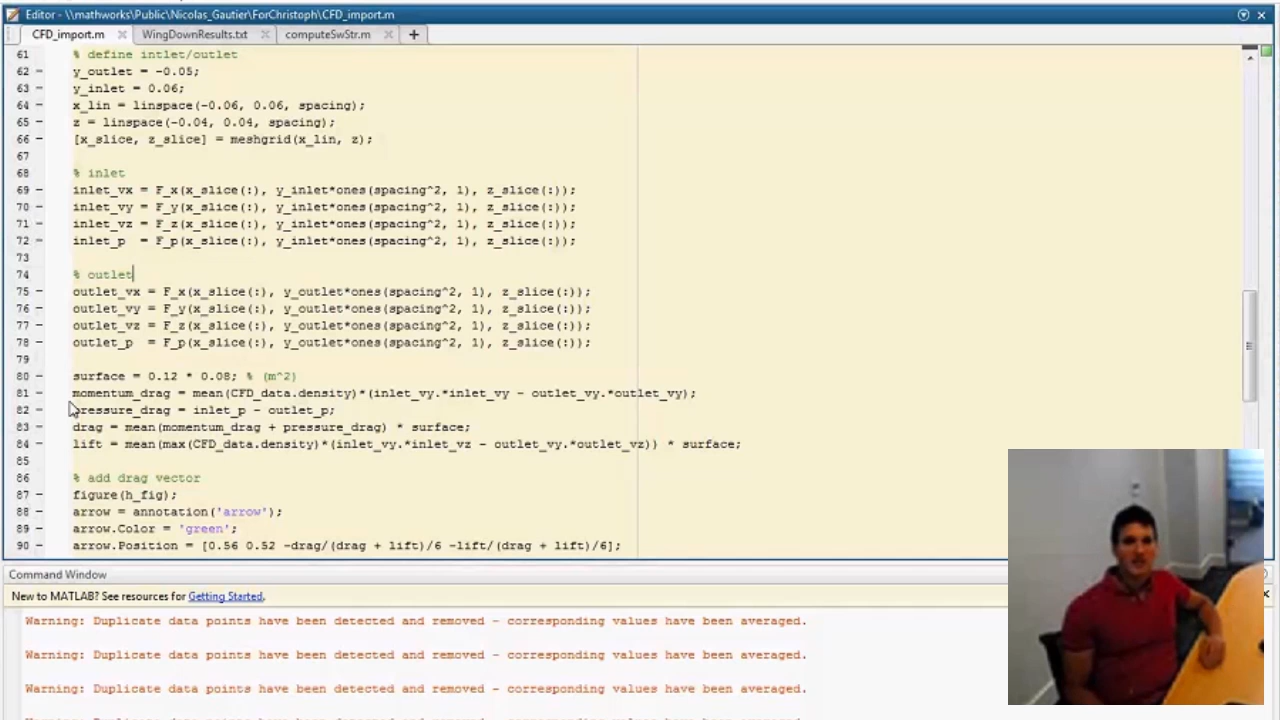 Editor - \\mathworks\Public\Nicolas_Gautier\ForChristoph\CFD_import.m
CFD_import.m × WingDownResults.txt × computeSwStr.m × +
61 % define intlet/outlet
62 - y_outlet = -0.05;
63 - y_inlet = 0.06;
64 - x_lin = linspace(-0.06, 0.06, spacing);
65 - z = linspace(-0.04, 0.04, spacing);
66 - [x_slice, z_slice] = meshgrid(x_lin, z);
67
68 % inlet
69 - inlet_vx = F_x(x_slice(:), y_inlet*ones(spacing^2, 1), z_slice(:));
70 - inlet_vy = F_y(x_slice(:), y_inlet*ones(spacing^2, 1), z_slice(:));
71 - inlet_vz = F_z(x_slice(:), y_inlet*ones(spacing^2, 1), z_slice(:));
72 - inlet_p  = F_p(x_slice(:), y_inlet*ones(spacing^2, 1), z_slice(:));
73
74 % outlet
75 - outlet_vx = F_x(x_slice(:), y_outlet*ones(spacing^2, 1), z_slice(:));
76 - outlet_vy = F_y(x_slice(:), y_outlet*ones(spacing^2, 1), z_slice(:));
77 - outlet_vz = F_z(x_slice(:), y_outlet*ones(spacing^2, 1), z_slice(:));
78 - outlet_p  = F_p(x_slice(:), y_outlet*ones(spacing^2, 1), z_slice(:));
79
80 - surface = 0.12 * 0.08; % (m^2)
81 - momentum_drag = mean(CFD_data.density)*(inlet_vy.*inlet_vy - outlet_vy.*outlet_vy);
82 - pressure_drag = inlet_p - outlet_p;
83 - drag = mean(momentum_drag + pressure_drag) * surface;
84 - lift = mean(max(CFD_data.density)*(inlet_vy.*inlet_vz - outlet_vy.*outlet_vz)) * surface;
85
86 % add drag vector
87 - figure(h_fig);
88 - arrow = annotation('arrow');
89 - arrow.Color = 'green';
90 - arrow.Position = [0.56 0.52 -drag/(drag + lift)/6 -lift/(drag + lift)/6];
Command Window
New to MATLAB? See resources for Getting Started.
Warning: Duplicate data points have been detected and removed - corresponding values have been averaged.
Warning: Duplicate data points have been detected and removed - corresponding values have been averaged.
Warning: Duplicate data points have been detected and removed - corresponding values have been averaged.